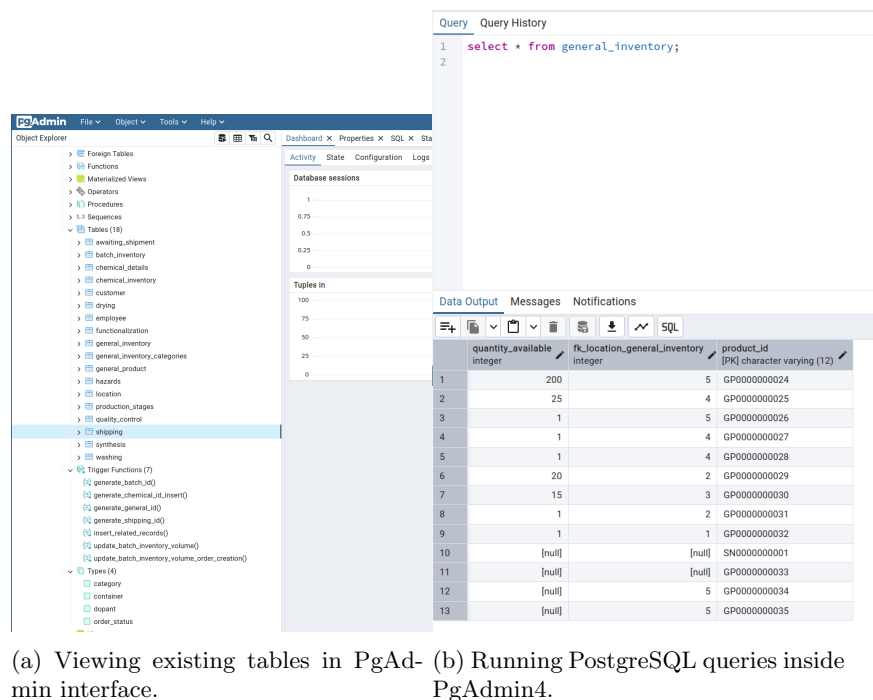 Query Query History
1 select * from general_inventory;
2
pgAdmin File Object Tools Help
Object Explorer
Dashboard × Properties × SQL × Sta
Activity State Configuration Logs
Database sessions
1
0.75
0.5
0.25
0
Tuples in
100
75
50
25
0
Foreign Tables
Functions
Materialized Views
Operators
Procedures
1..3 Sequences
Tables (18)
awaiting_shipment
batch_inventory
chemical_details
chemical_inventory
customer
drying
employee
functionalization
general_inventory
general_inventory_categories
general_product
hazards
location
production_stages
quality_control
shipping
synthesis
washing
Trigger Functions (7)
generate_batch_id()
generate_chemical_id_insert()
generate_general_id()
generate_shipping_id()
insert_related_records()
update_batch_inventory_volume()
update_batch_inventory_volume_order_creation()
Types (4)
category
container
dopant
order_status
Data Output Messages Notifications
SQL
quantity_available fk_location_general_inventory product_id
integer integer [PK] character varying (12)
1 200 5 GP0000000024
2 25 4 GP0000000025
3 1 5 GP0000000026
4 1 4 GP0000000027
5 1 4 GP0000000028
6 20 2 GP0000000029
7 15 3 GP0000000030
8 1 2 GP0000000031
9 1 1 GP0000000032
10 [null] [null] SN0000000001
11 [null] [null] GP0000000033
12 [null] 5 GP0000000034
13 [null] 5 GP0000000035
(a) Viewing existing tables in PgAd-
min interface.
(b) Running PostgreSQL queries inside
PgAdmin4.